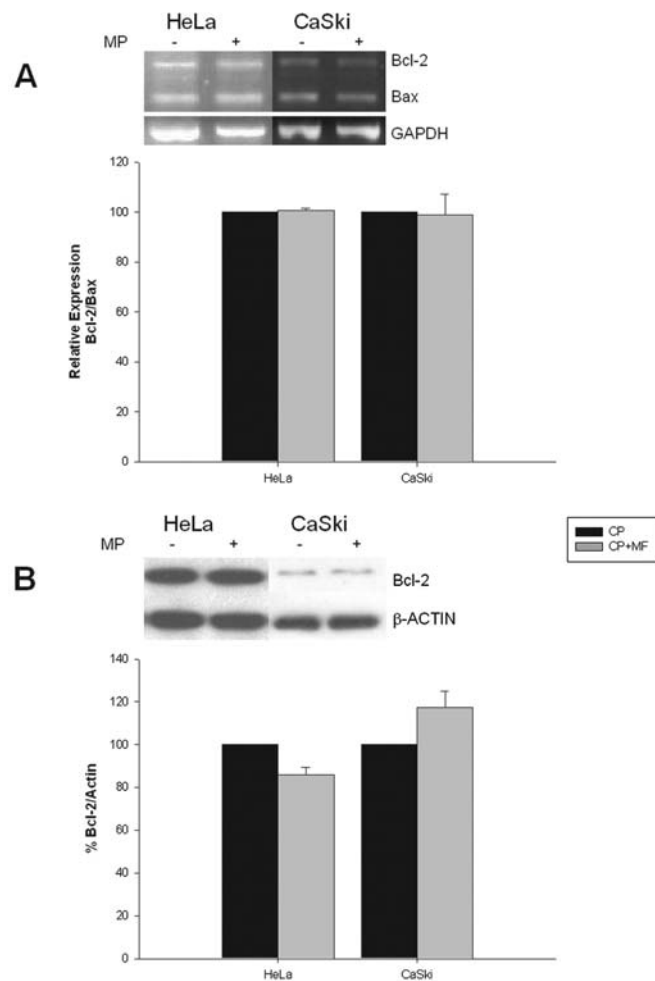 HeLa CaSki
MP - + - +
A
Bcl-2
Bax
GAPDH
120
100
80
60
40
20
0
Relative Expression
Bcl-2/Bax
HeLa CaSki
CP
CP+MF
HeLa CaSki
MP - + - +
B
Bcl-2
β-ACTIN
140
120
100
80
60
40
20
0
% Bcl-2/Actin
HeLa CaSki